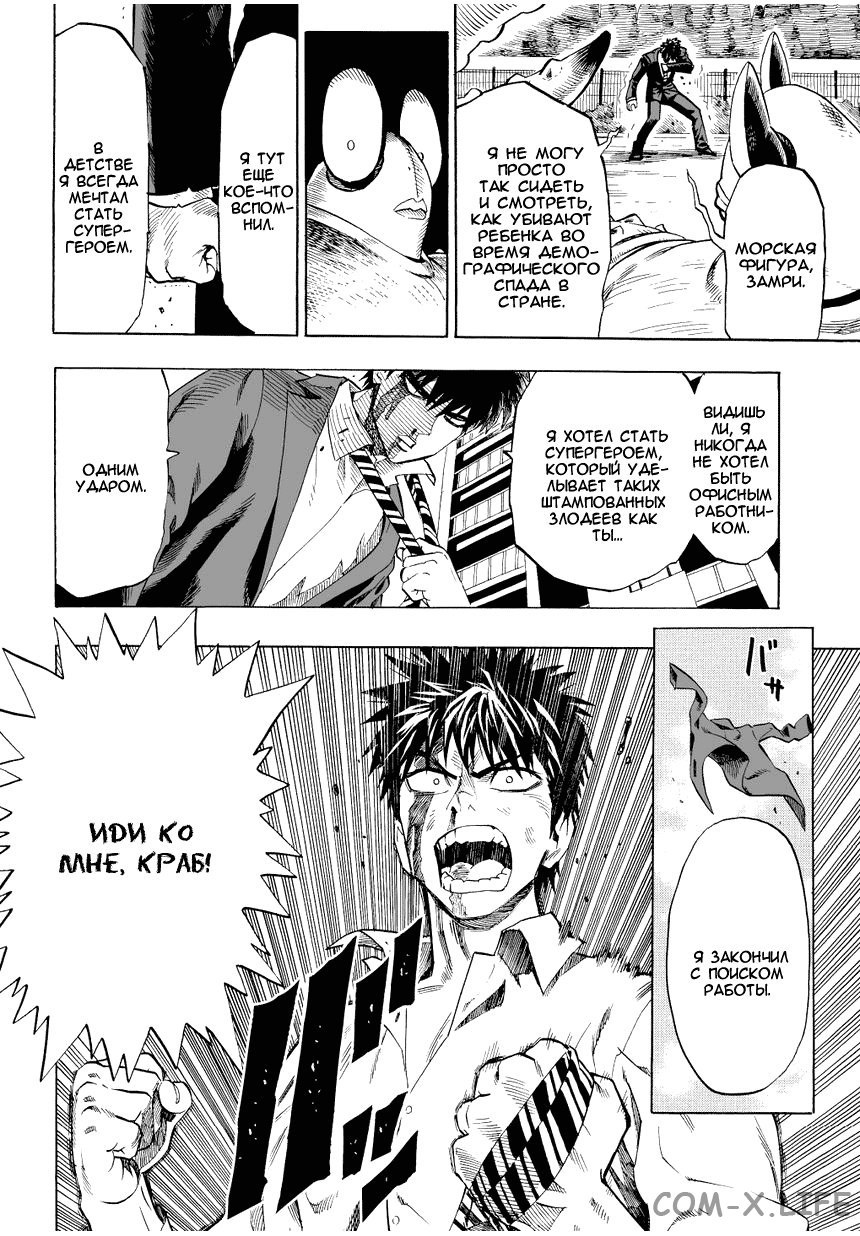 МОРСКАЯ
ФИГУРА,
ЗАМРИ.
Я НЕ МОГУ
ПРОСТО
ТАК СИДЕТЬ
И СМОТРЕТЬ,
КАК УБИВАЮТ
РЕБЕНКА ВО
ВРЕМЯ ДЕМО-
ГРАФИЧЕСКОГО
СПАДА В
СТРАНЕ.
Я ТУТ
ЕЩЕ
КОЕ-ЧТО
ВСПОМ-
НИЛ.
В
ДЕТСТВЕ
Я ВСЕГДА
МЕЧТАЛ
СТАТЬ
СУПЕР-
ГЕРОЕМ.
ВИДИШЬ
ЛИ, Я
НИКОГДА
НЕ ХОТЕЛ
БЫТЬ
ОФИСНЫМ
РАБОТНИ-
КОМ.
Я ХОТЕЛ СТАТЬ
СУПЕРГЕРОЕМ,
КОТОРЫЙ УДЕ-
ЛЫВАЕТ ТАКИХ
ШТАМПОВАННЫХ
ЗЛОДЕЕВ КАК
ТЫ...
ОДНИМ
УДАРОМ.
バッ
Я ЗАКОНЧИЛ
С ПОИСКОМ
РАБОТЫ.
ИДИ КО
МНЕ, КРАБ!
COM-X.LIFE